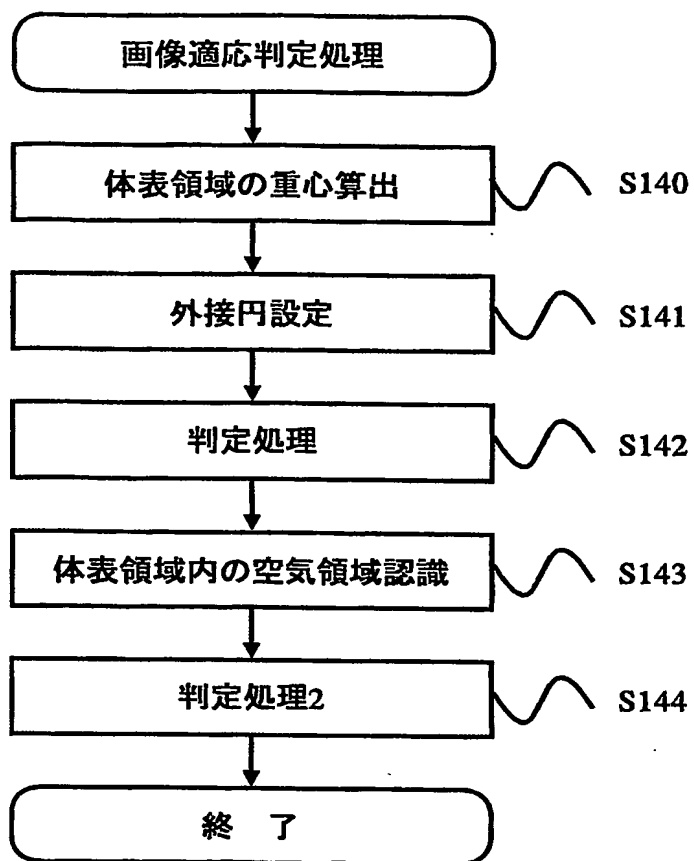 画像適応判定処理
体表領域の重心算出 S140
外接円設定 S141
判定処理 S142
体表領域内の空気領域認識 S143
判定処理2 S144
終 了